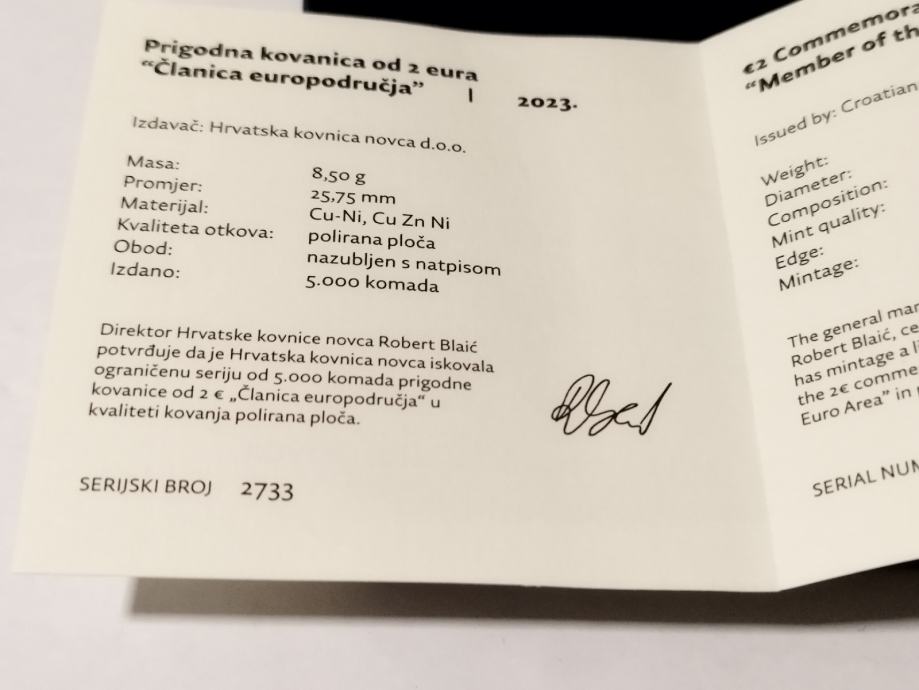 Prigodna kovanica od 2 eura
“Članica europodručja” | 2023.
Izdavač: Hrvatska kovnica novca d.o.o.
Masa: 8,50 g
Promjer: 25,75 mm
Materijal: Cu-Ni, Cu Zn Ni
Kvaliteta otkova: polirana ploča
Obod: nazubljen s natpisom
Izdano: 5.000 komada
Direktor Hrvatske kovnice novca Robert Blaić
potvrđuje da je Hrvatska kovnica novca iskovala
ograničenu seriju od 5.000 komada prigodne
kovanice od 2 € „Članica europodručja“ u
kvaliteti kovanja polirana ploča.
SERIJSKI BROJ 2733
€2 Commemora
“Member of th
Issued by: Croatian
Weight:
Diameter:
Composition:
Mint quality:
Edge:
Mintage:
The general mar
Robert Blaić, ce
has mintage a li
the 2€ comme
Euro Area” in
SERIAL NUM